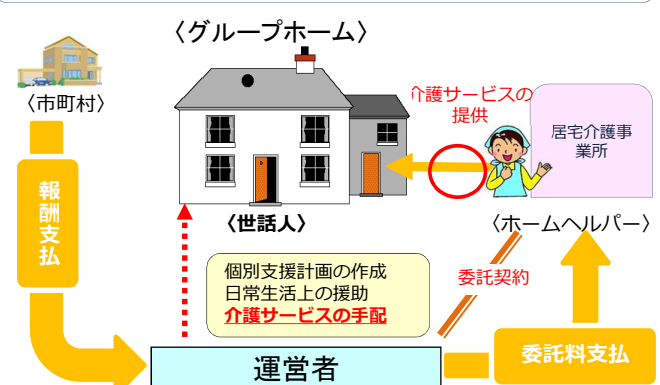 〈グループホーム〉
〈市町村〉
介護サービスの
提供
居宅介護事
業所
報酬支払
〈世話人〉
〈ホームヘルパー〉
個別支援計画の作成
日常生活上の援助
介護サービスの手配
委託契約
運営者
委託料支払